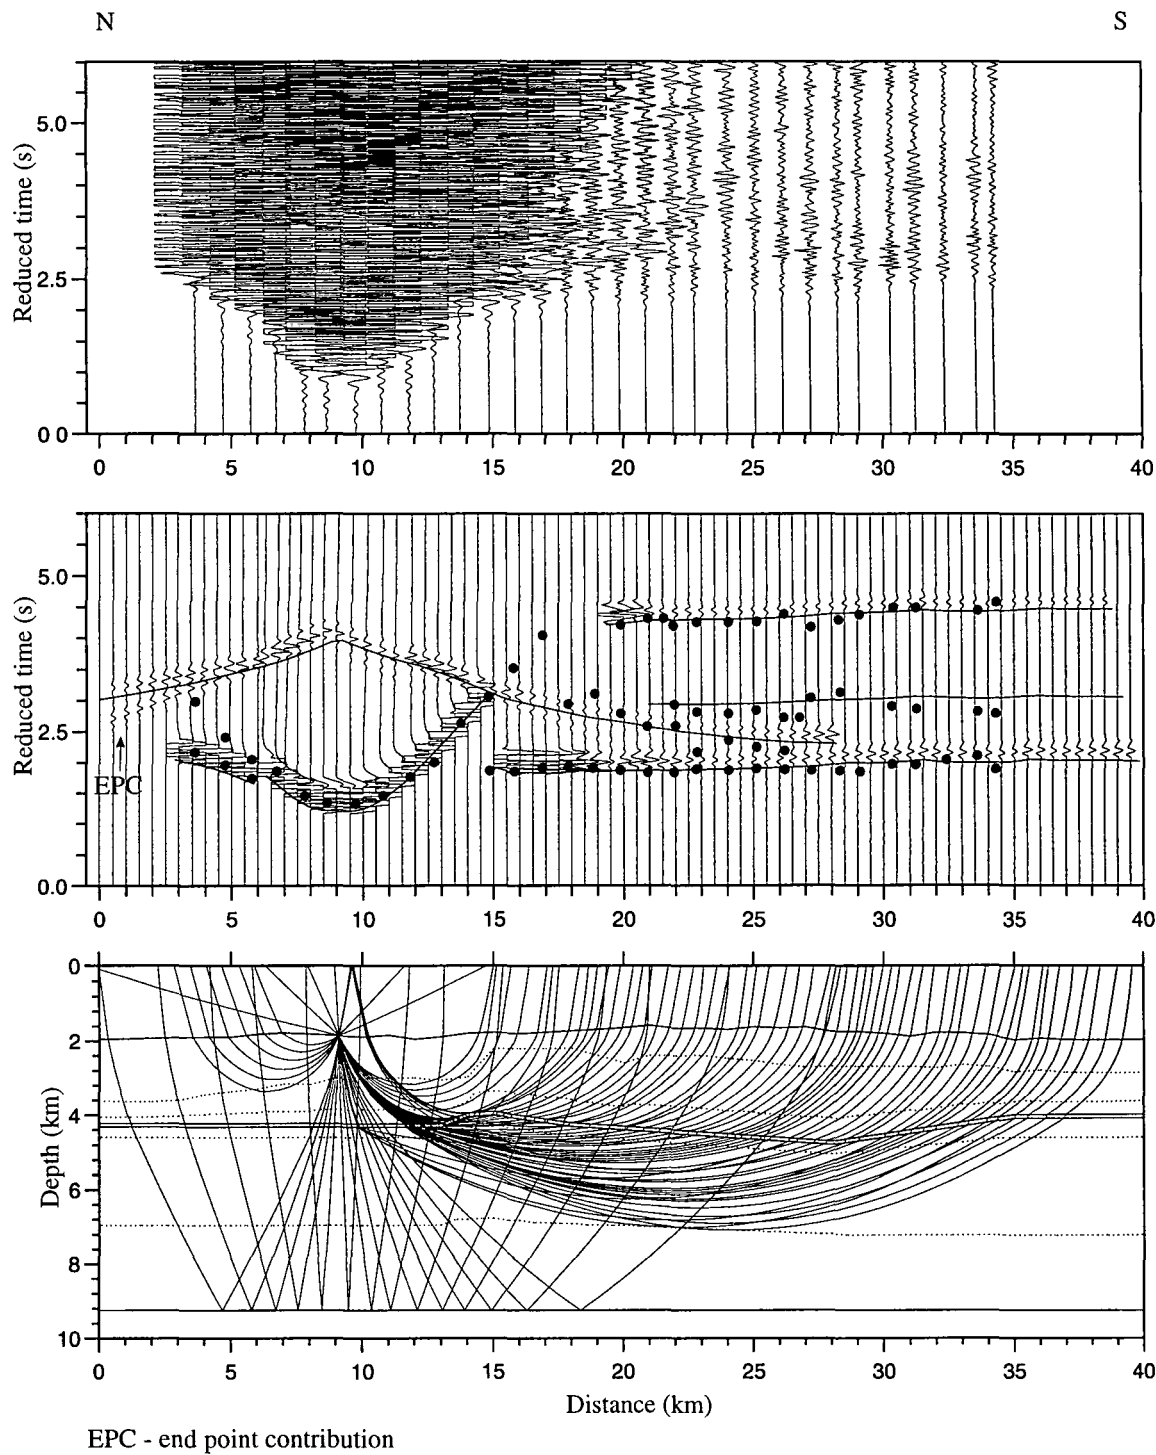 N S
5.0
2.5
0 0
Reduced time (s)
0 5 10 15 20 25 30 35 40
5.0
2.5
0.0
Reduced time (s)
EPC
0 5 10 15 20 25 30 35 40
0
2
4
6
8
10
Depth (km)
0 5 10 15 20 25 30 35 40
Distance (km)
EPC - end point contribution